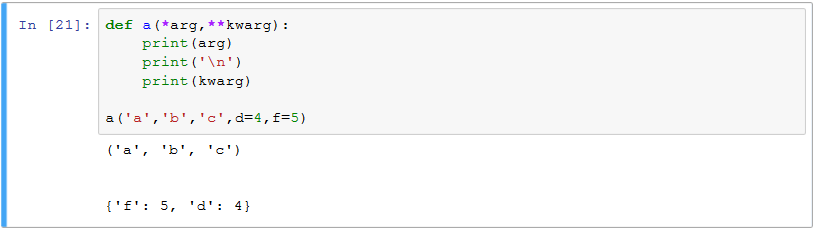 In [21]: def a(*arg,**kwarg):
    print(arg)
    print('\n')
    print(kwarg)
a('a','b','c',d=4,f=5)
('a', 'b', 'c')
{'f': 5, 'd': 4}